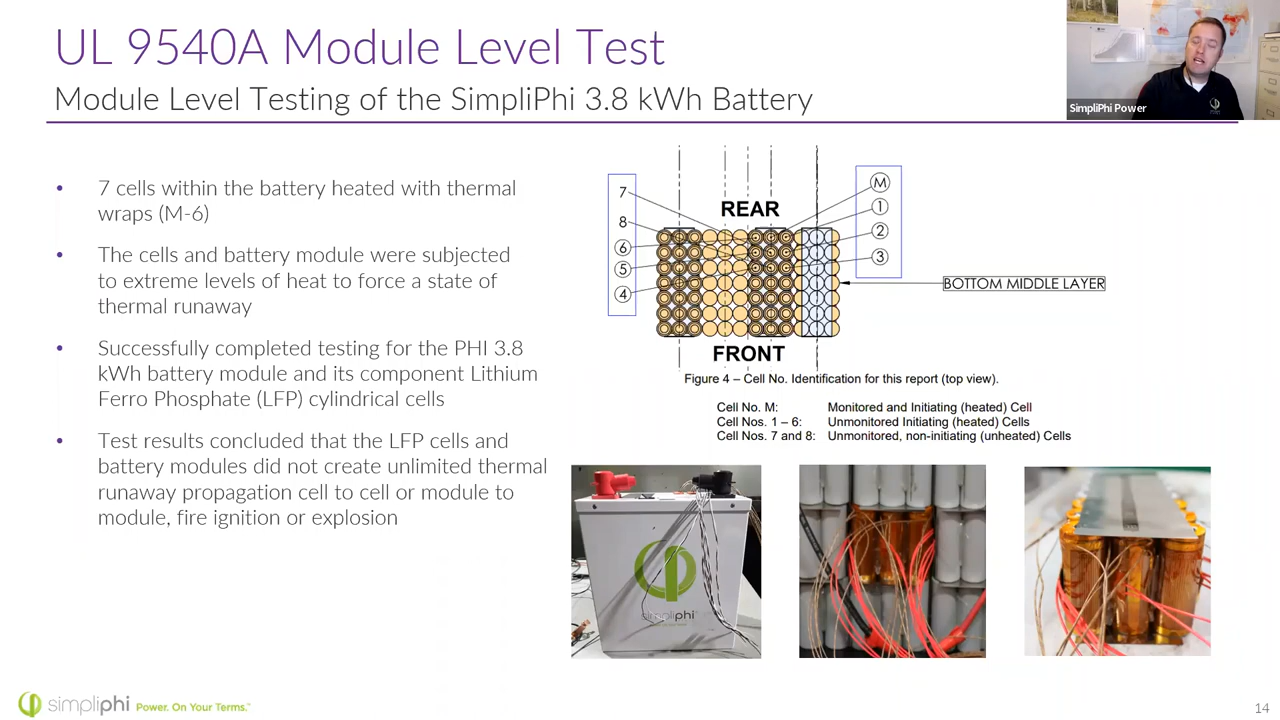 UL 9540A Module Level Test
Module Level Testing of the SimpliPhi 3.8 kWh Battery
SimpliPhi Power
• 7 cells within the battery heated with thermal
wraps (M-6)
• The cells and battery module were subjected
to extreme levels of heat to force a state of
thermal runaway
• Successfully completed testing for the PHI 3.8
kWh battery module and its component Lithium
Ferro Phosphate (LFP) cylindrical cells
• Test results concluded that the LFP cells and
battery modules did not create unlimited thermal
runaway propagation cell to cell or module to
module, fire ignition or explosion
7
8
6
5
4
REAR
M
1
2
3
BOTTOM MIDDLE LAYER
FRONT
Figure 4 – Cell No. Identification for this report (top view).
Cell No. M: Monitored and Initiating (heated) Cell
Cell Nos. 1 – 6: Unmonitored Initiating (heated) Cells
Cell Nos. 7 and 8: Unmonitored, non-initiating (unheated) Cells
simpliphi
simpliphi Power. On Your Terms.™
14